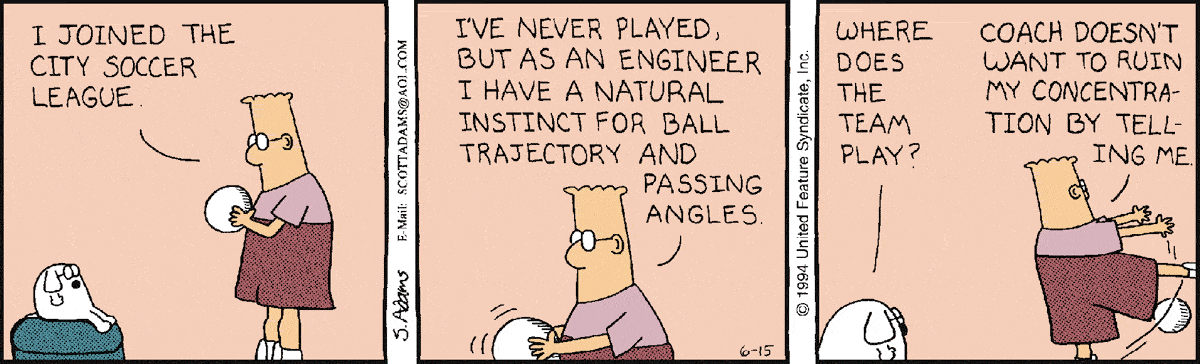 I JOINED THE
CITY SOCCER
LEAGUE.
S. Adams
E-Mail: SCOTTADAMS@AOL.COM
I'VE NEVER PLAYED,
BUT AS AN ENGINEER
I HAVE A NATURAL
INSTINCT FOR BALL
TRAJECTORY AND
PASSING
ANGLES.
6-15
© 1994 United Feature Syndicate, Inc.
WHERE
DOES
THE
TEAM
PLAY?
COACH DOESN'T
WANT TO RUIN
MY CONCENTRA-
TION BY TELL-
ING ME.